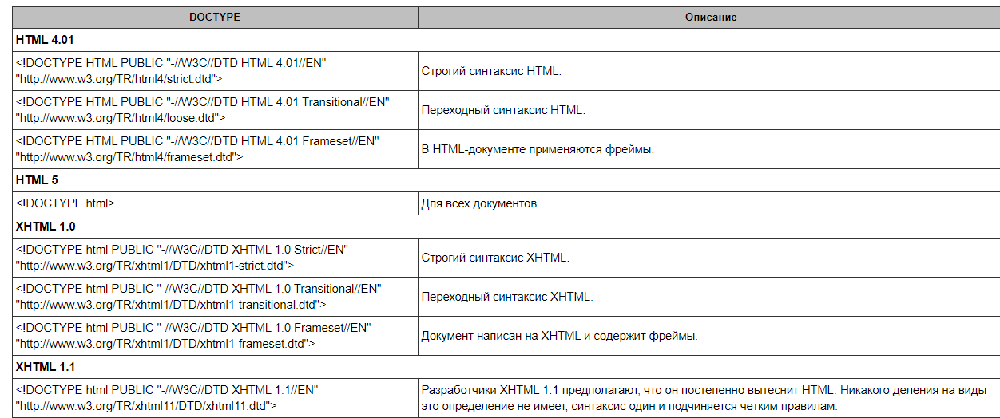 DOCTYPE Описание
HTML 4.01
<!DOCTYPE HTML PUBLIC "-//W3C//DTD HTML 4.01//EN"
"http://www.w3.org/TR/html4/strict.dtd">
Строгий синтаксис HTML.
<!DOCTYPE HTML PUBLIC "-//W3C//DTD HTML 4.01 Transitional//EN"
"http://www.w3.org/TR/html4/loose.dtd">
Переходный синтаксис HTML.
<!DOCTYPE HTML PUBLIC "-//W3C//DTD HTML 4.01 Frameset//EN"
"http://www.w3.org/TR/html4/frameset.dtd">
В HTML-документе применяются фреймы.
HTML 5
<!DOCTYPE html>
Для всех документов.
XHTML 1.0
<!DOCTYPE html PUBLIC "-//W3C//DTD XHTML 1.0 Strict//EN"
"http://www.w3.org/TR/xhtml1/DTD/xhtml1-strict.dtd">
Строгий синтаксис XHTML.
<!DOCTYPE html PUBLIC "-//W3C//DTD XHTML 1.0 Transitional//EN"
"http://www.w3.org/TR/xhtml1/DTD/xhtml1-transitional.dtd">
Переходный синтаксис XHTML.
<!DOCTYPE html PUBLIC "-//W3C//DTD XHTML 1.0 Frameset//EN"
"http://www.w3.org/TR/xhtml1/DTD/xhtml1-frameset.dtd">
Документ написан на XHTML и содержит фреймы.
XHTML 1.1
<!DOCTYPE html PUBLIC "-//W3C//DTD XHTML 1.1//EN"
"http://www.w3.org/TR/xhtml11/DTD/xhtml11.dtd">
Разработчики XHTML 1.1 предполагают, что он постепенно вытеснит HTML. Никакого деления на виды
это определение не имеет, синтаксис один и подчиняется четким правилам.